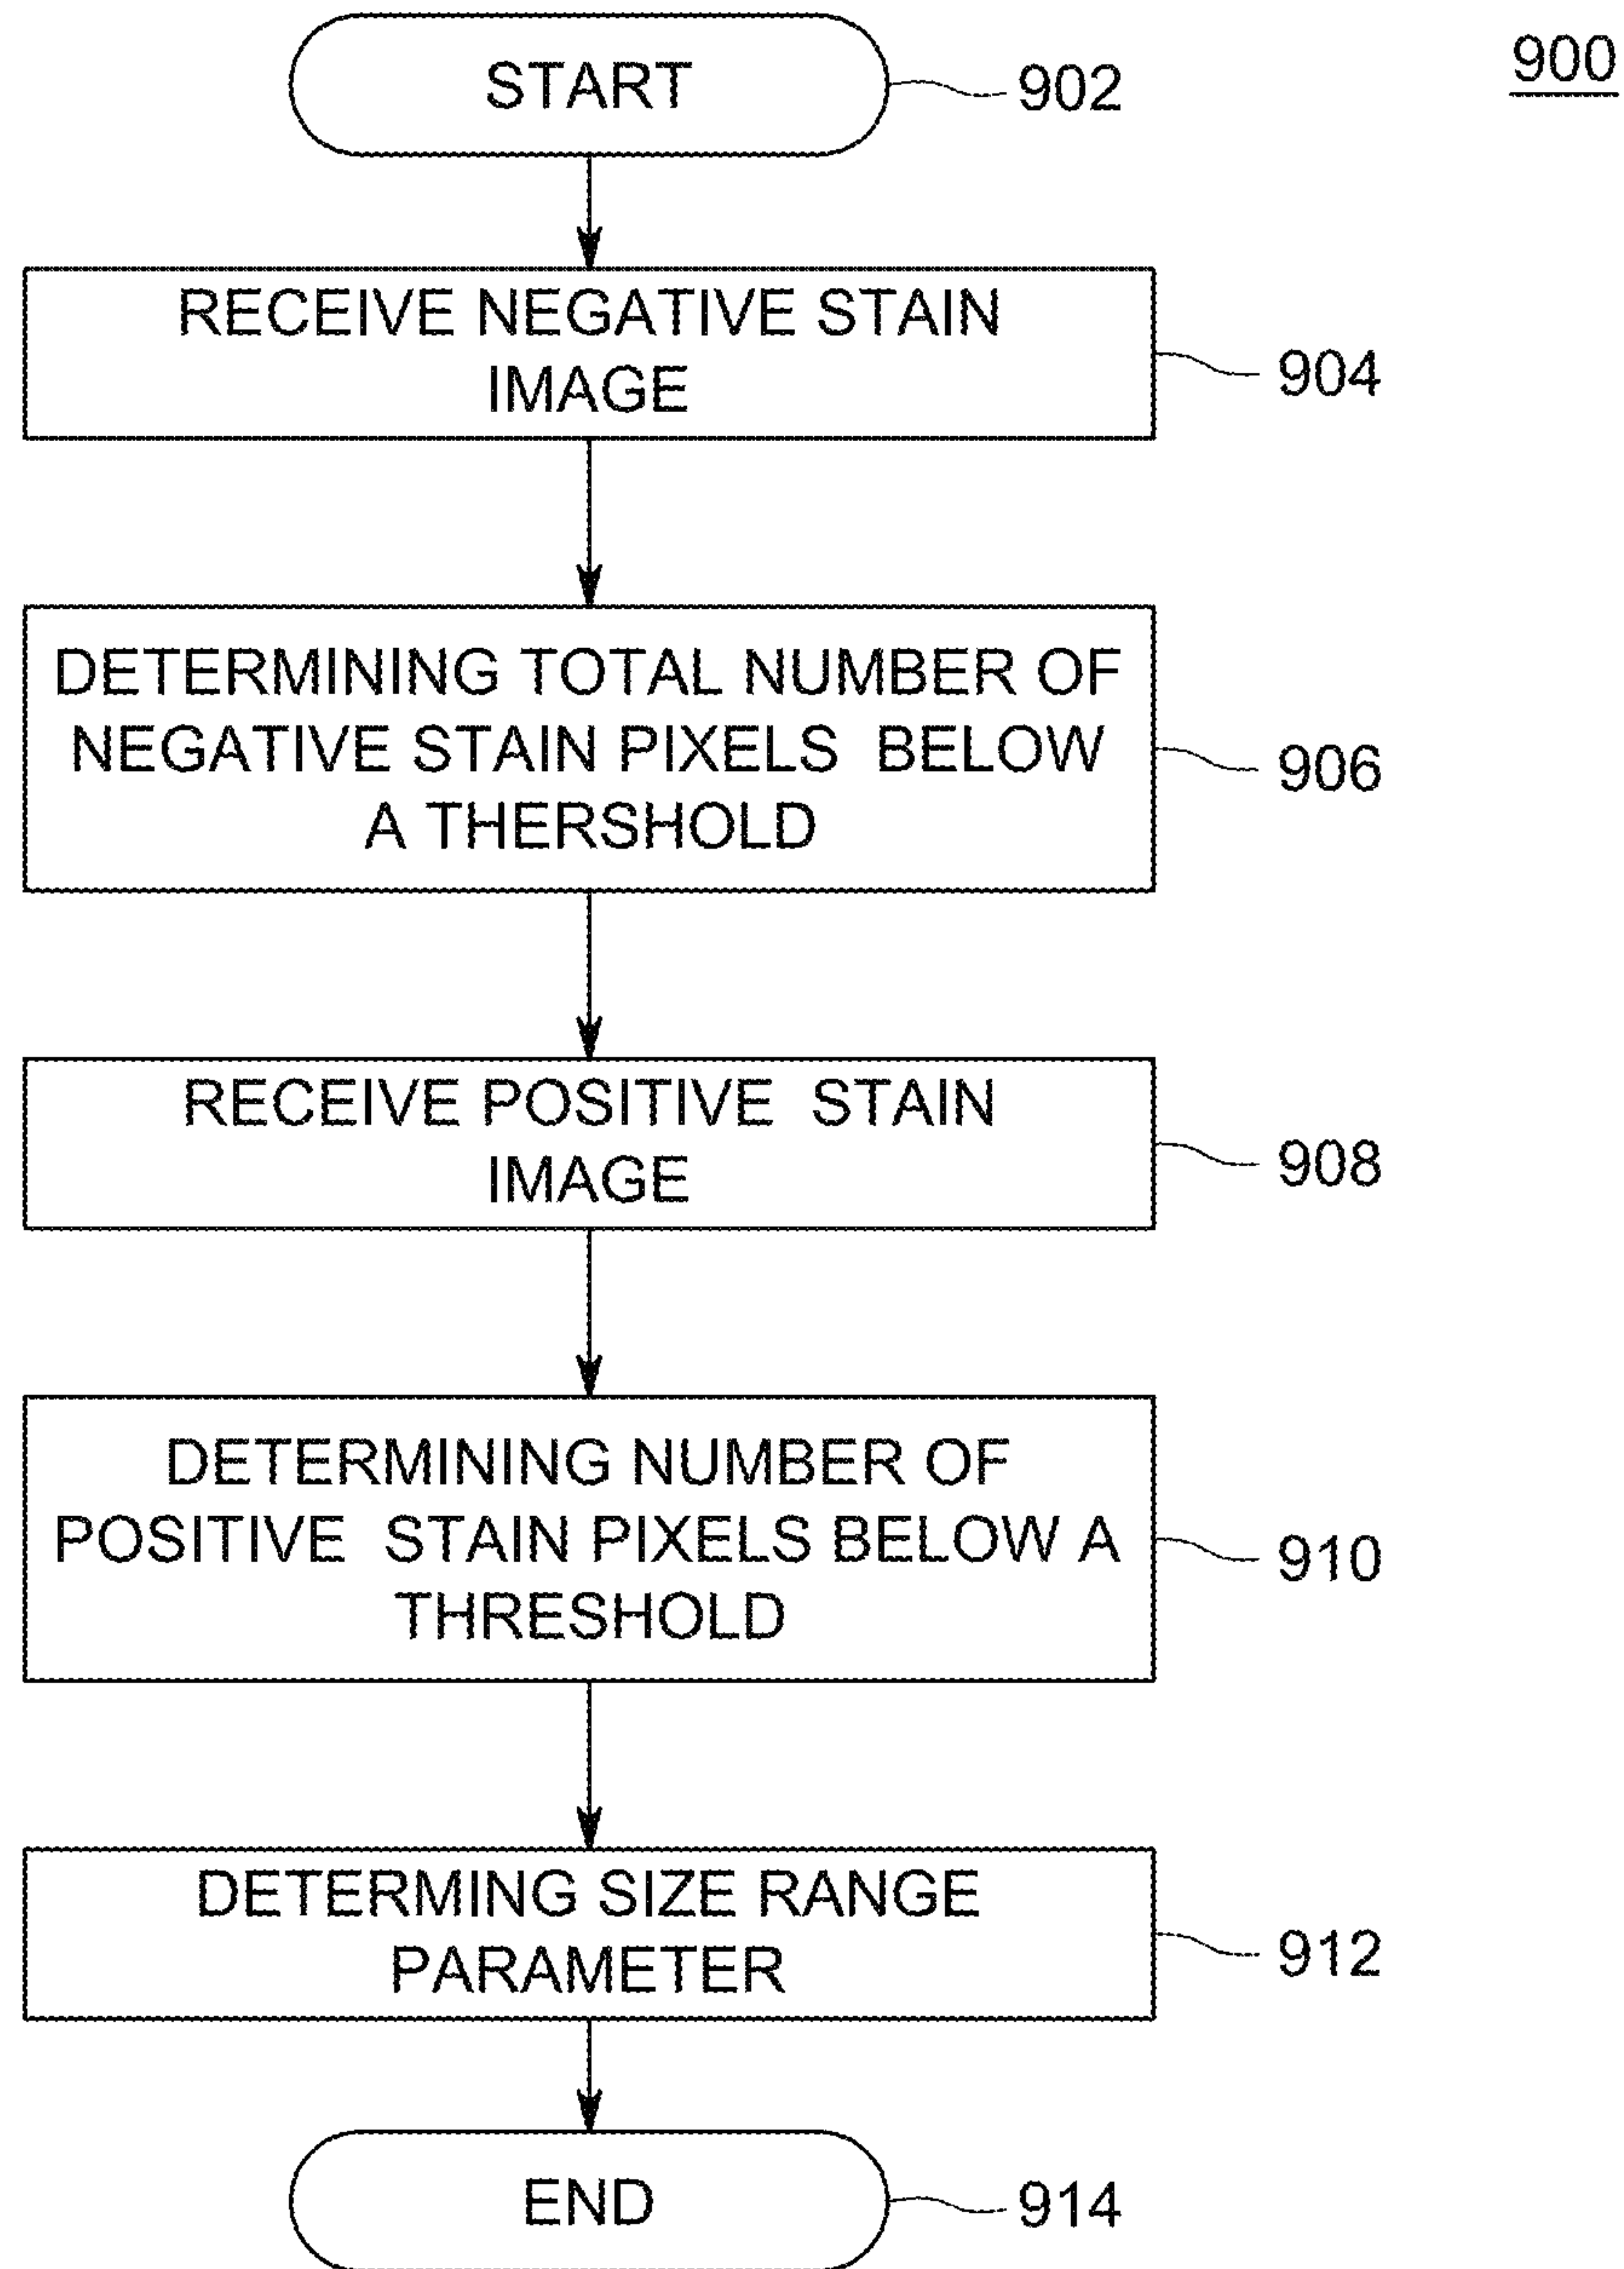 START
902
900
RECEIVE NEGATIVE STAIN
IMAGE
904
DETERMINING TOTAL NUMBER OF
NEGATIVE STAIN PIXELS BELOW
A THERSHOLD
906
RECEIVE POSITIVE STAIN
IMAGE
908
DETERMINING NUMBER OF
POSITIVE STAIN PIXELS BELOW A
THRESHOLD
910
DETERMING SIZE RANGE
PARAMETER
912
END
914